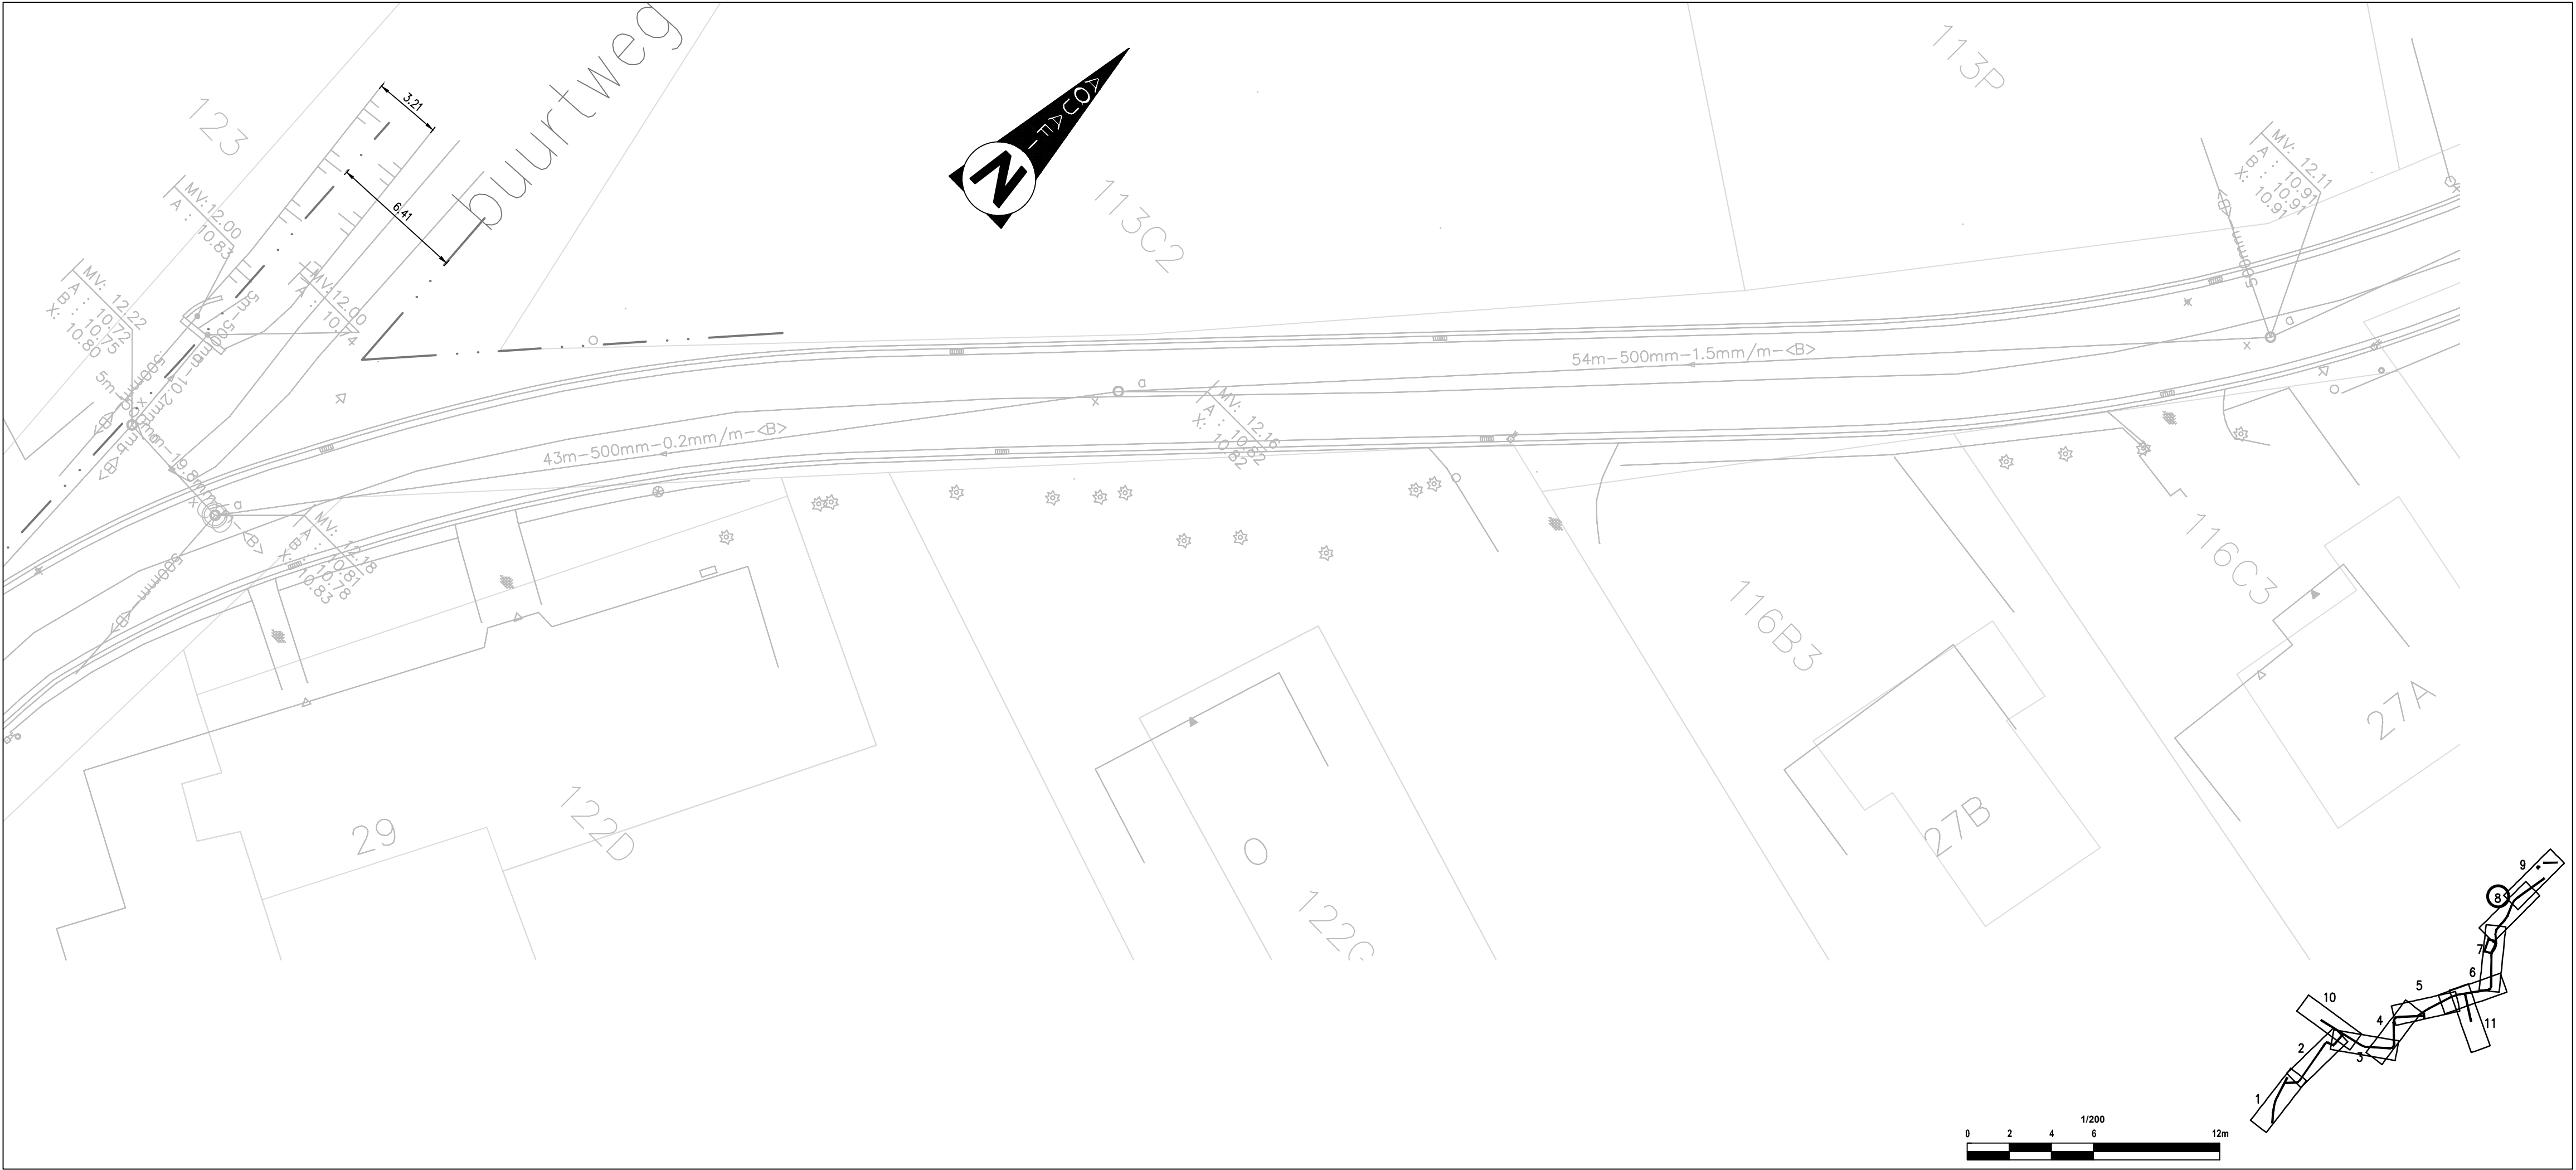 123
3.21
buurtweg
6.41
MV:12.00
A : 10.83
MV:12.00
A :
MV: 12.22
A : 10.72
B : 10.75
X: 10.80
N
AQUAFIN
113P
113C2
MV: 12.11
A : 10.91
B : 10.91
X: 10.91
<B>
500mm
a
54m-500mm-1.5mm/m-<B>
x
a
x
MV: 12.16
A : 10.82
X: 10.82
43m-500mm-0.2mm/m-<B>
<B>
<B>
a
x
<B>
MV: 12.18
A : 10.81
B : 10.78
X: 10.83
500mm
<B>
29
122D
O
116B3
27B
116C3
27A
9
8
7
6
5
10
4
11
2
3
1
1/200
0 2 4 6 12m